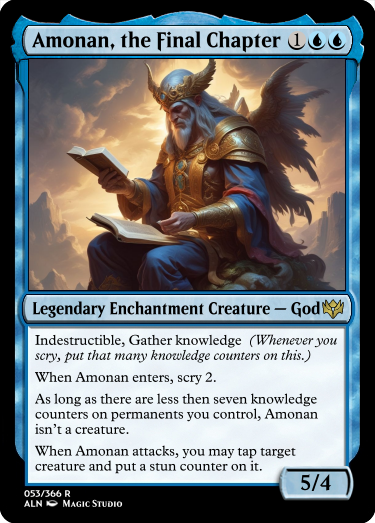 Amonan, the Final Chapter 1
Legendary Enchantment Creature — God
Indestructible, Gather knowledge (Whenever you
scry, put that many knowledge counters on this.)
When Amonan enters, scry 2.
As long as there are less then seven knowledge
counters on permanents you control, Amonan
isn't a creature.
When Amonan attacks, you may tap target
creature and put a stun counter on it.
5/4
053/366 R
ALN Magic Studio